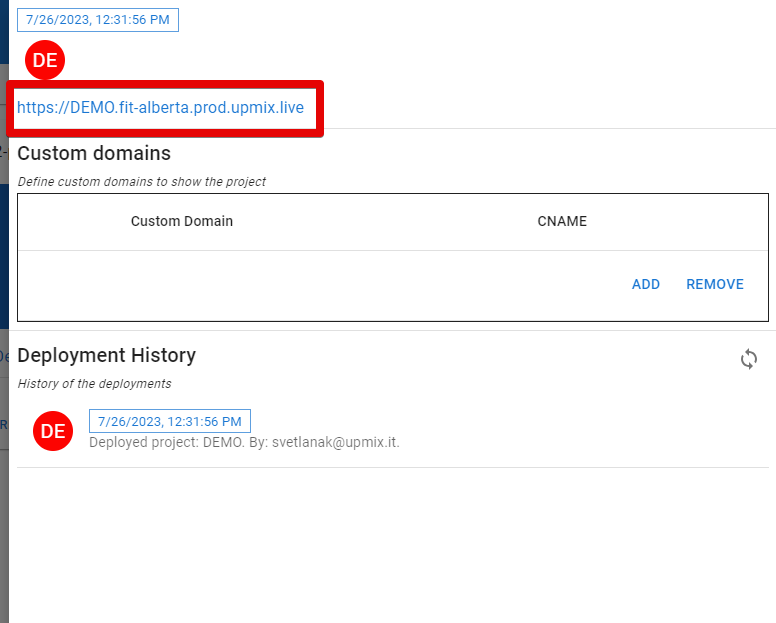 7/26/2023, 12:31:56 PM
DE
https://DEMO.fit-alberta.prod.upmix.live
Custom domains
Define custom domains to show the project
Custom Domain CNAME
ADD REMOVE
Deployment History
History of the deployments
DE
7/26/2023, 12:31:56 PM
Deployed project: DEMO. By: svetlanak@upmix.it.